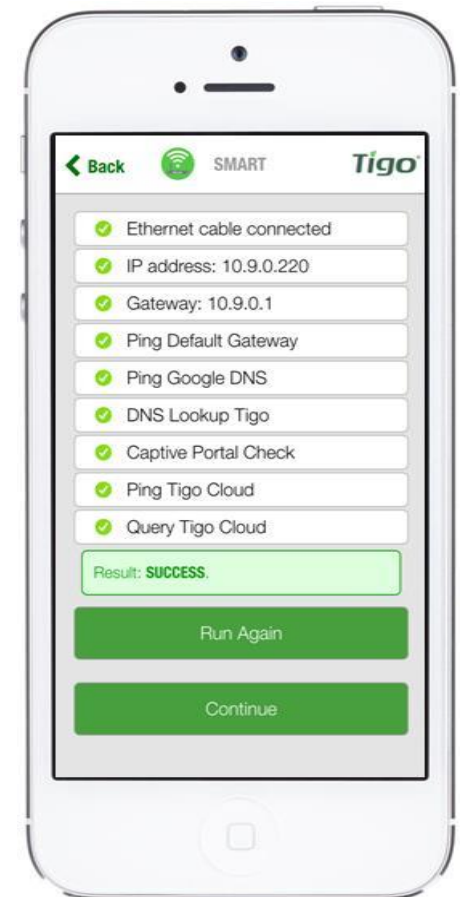 Back
SMART
Tigo
Ethernet cable connected
IP address: 10.9.0.220
Gateway: 10.9.0.1
Ping Default Gateway
Ping Google DNS
DNS Lookup Tigo
Captive Portal Check
Ping Tigo Cloud
Query Tigo Cloud
Result: SUCCESS.
Run Again
Continue